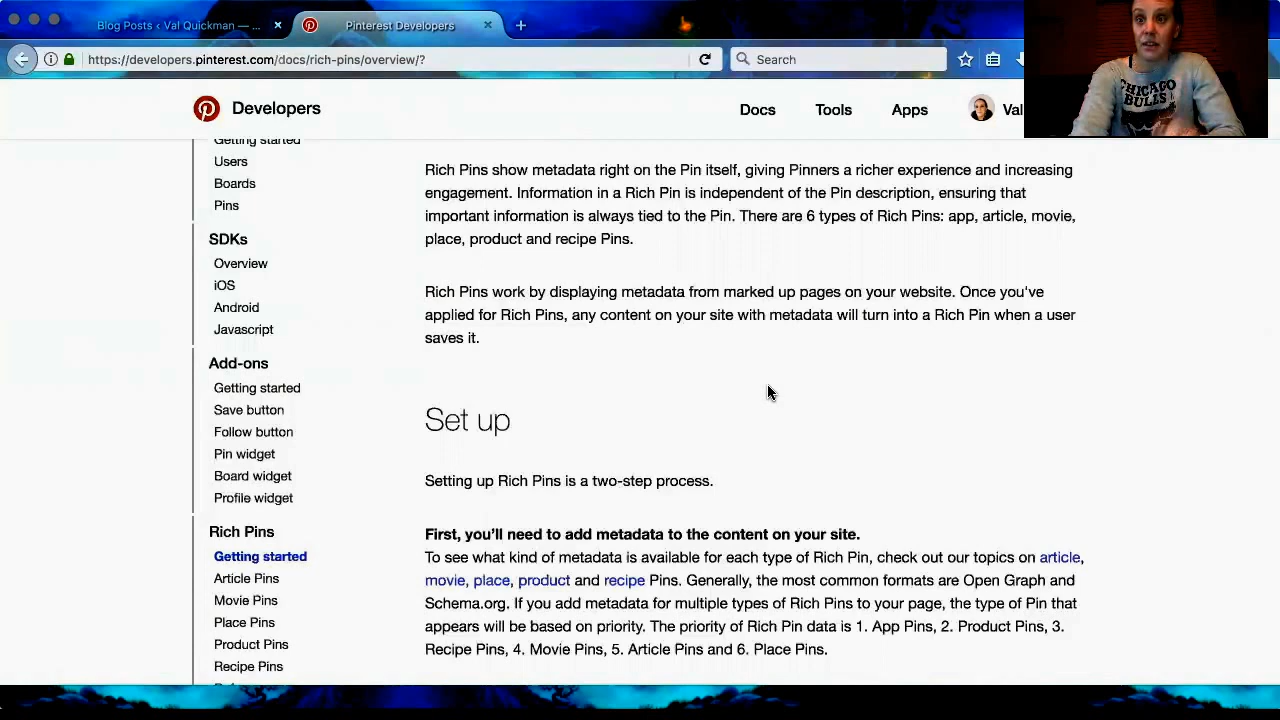 Blog Posts ‹ Val Quickman — ...
Pinterest Developers
https://developers.pinterest.com/docs/rich-pins/overview/?
Search
CHICAGO
BULLS
Developers
Docs
Tools
Apps
Val
Getting started
Users
Boards
Pins
SDKs
Overview
iOS
Android
Javascript
Add-ons
Getting started
Save button
Follow button
Pin widget
Board widget
Profile widget
Rich Pins
Getting started
Article Pins
Movie Pins
Place Pins
Product Pins
Recipe Pins
Rich Pins show metadata right on the Pin itself, giving Pinners a richer experience and increasing
engagement. Information in a Rich Pin is independent of the Pin description, ensuring that
important information is always tied to the Pin. There are 6 types of Rich Pins: app, article, movie,
place, product and recipe Pins.
Rich Pins work by displaying metadata from marked up pages on your website. Once you've
applied for Rich Pins, any content on your site with metadata will turn into a Rich Pin when a user
saves it.
Set up
Setting up Rich Pins is a two-step process.
First, you’ll need to add metadata to the content on your site.
To see what kind of metadata is available for each type of Rich Pin, check out our topics on article,
movie, place, product and recipe Pins. Generally, the most common formats are Open Graph and
Schema.org. If you add metadata for multiple types of Rich Pins to your page, the type of Pin that
appears will be based on priority. The priority of Rich Pin data is 1. App Pins, 2. Product Pins, 3.
Recipe Pins, 4. Movie Pins, 5. Article Pins and 6. Place Pins.